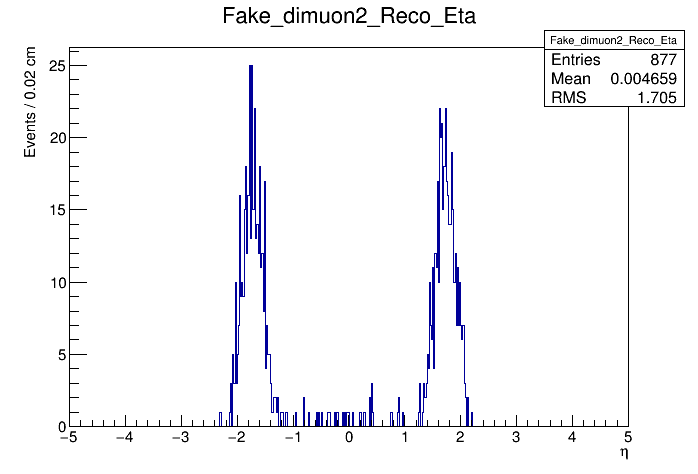 Fake_dimuon2_Reco_Eta
Fake_dimuon2_Reco_Eta
Entries 877
Mean 0.004659
RMS 1.705
Events / 0.02 cm
25
20
15
10
5
0
−5 −4 −3 −2 −1 0 1 2 3 4 5
η